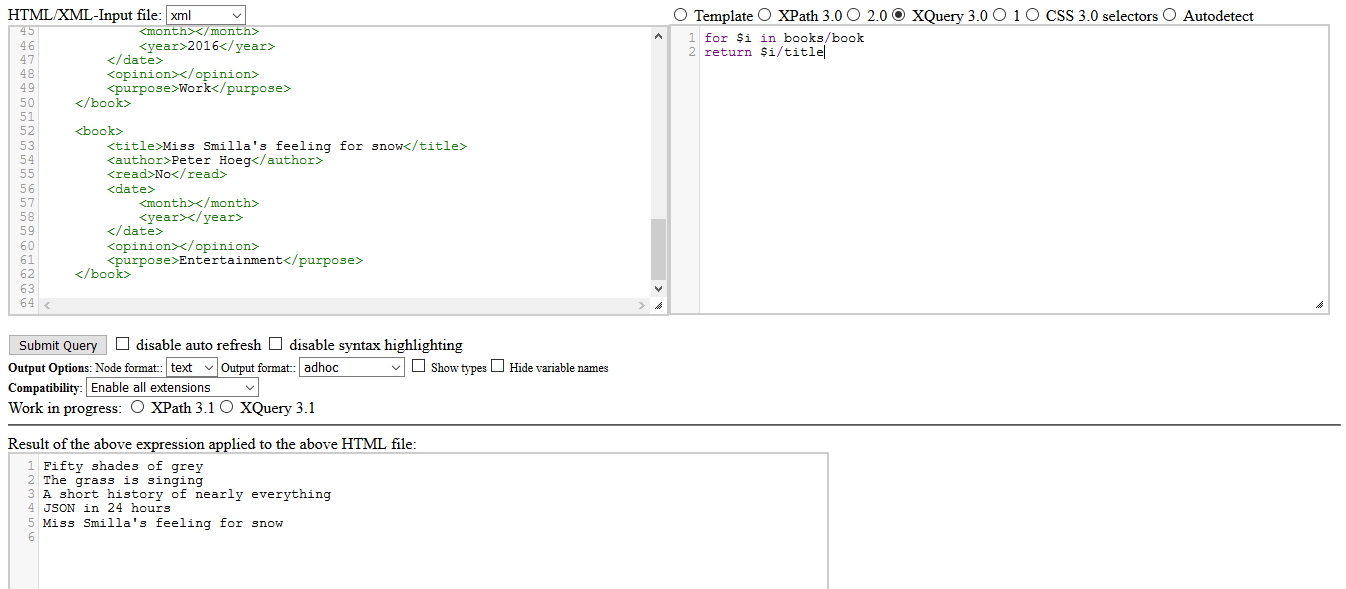 HTML/XML-Input file: xml
Template XPath 3.0 2.0 XQuery 3.0 1 CSS 3.0 selectors Autodetect
45 <month></month>
46 <year>2016</year>
47 </date>
48 <opinion></opinion>
49 <purpose>Work</purpose>
50 </book>
51
52 <book>
53 <title>Miss Smilla's feeling for snow</title>
54 <author>Peter Hoeg</author>
55 <read>No</read>
56 <date>
57 <month></month>
58 <year></year>
59 </date>
60 <opinion></opinion>
61 <purpose>Entertainment</purpose>
62 </book>
63
64
1 for $i in books/book
2 return $i/title
Submit Query disable auto refresh disable syntax highlighting
Output Options: Node format:: text Output format:: adhoc Show types Hide variable names
Compatibility: Enable all extensions
Work in progress: XPath 3.1 XQuery 3.1
Result of the above expression applied to the above HTML file:
1 Fifty shades of grey
2 The grass is singing
3 A short history of nearly everything
4 JSON in 24 hours
5 Miss Smilla's feeling for snow
6